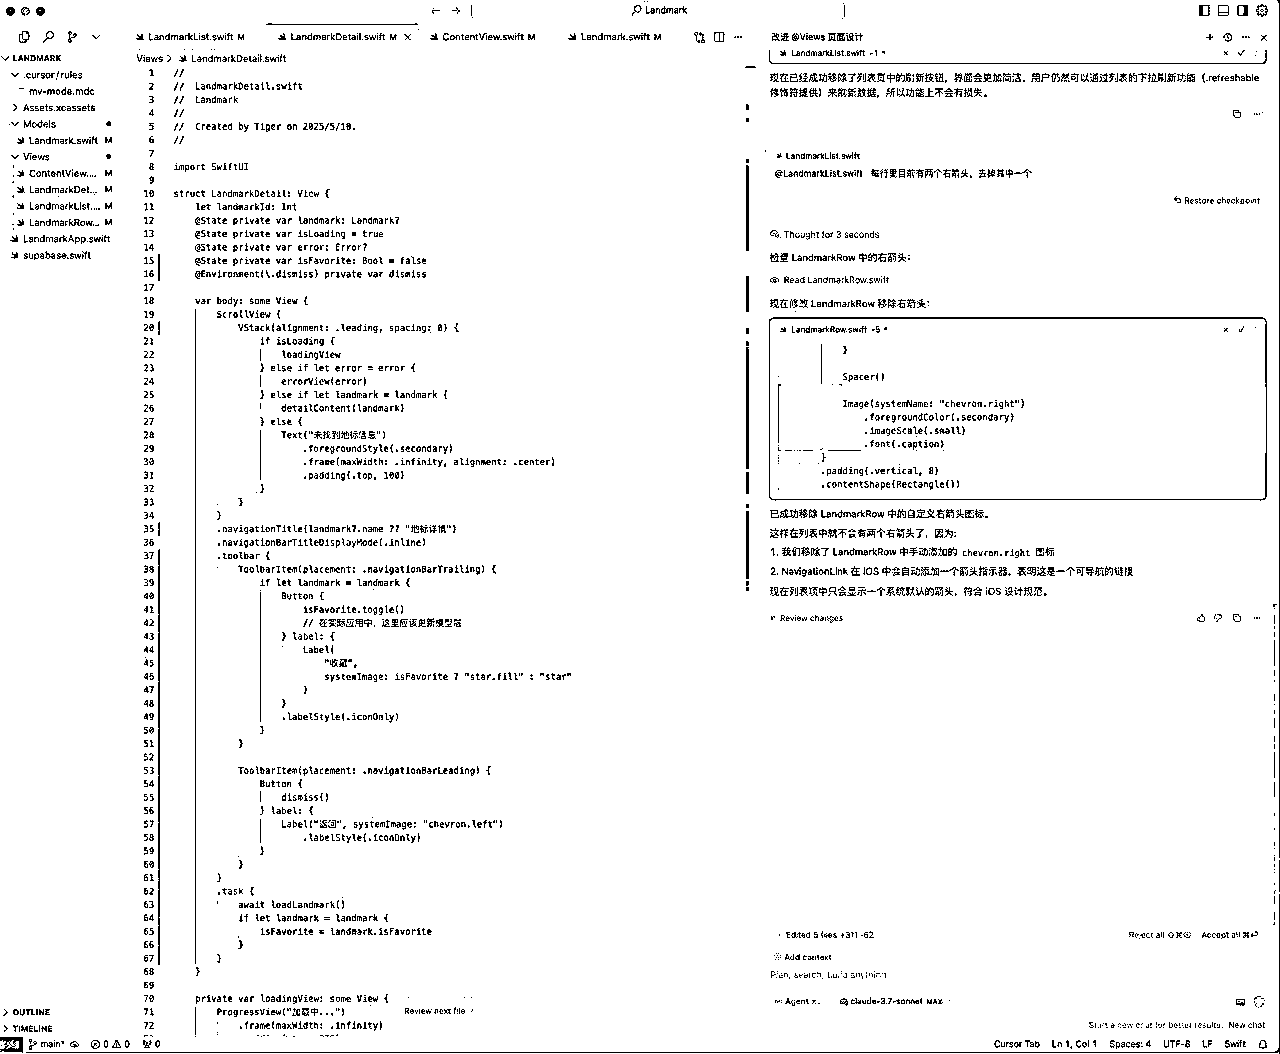 Landmark
LandmarkList.swift M
LandmarkDetail.swift M
ContentView.swift M
Landmark.swift M
LANDMARK
.cursor/rules
mv-mode.mdc
Assets.xcassets
Models
Landmark.swift M
Views
ContentView.... M
LandmarkDet... M
LandmarkList.... M
LandmarkRow... M
LandmarkApp.swift
supabase.swift
OUTLINE
TIMELINE
Views > LandmarkDetail.swift
1 //
2 // LandmarkDetail.swift
3 // Landmark
4 //
5 // Created by Tiger on 2025/5/10.
6 //
7
8 import SwiftUI
9
10 struct LandmarkDetail: View {
11 let landmarkId: Int
12 @State private var landmark: Landmark?
13 @State private var isLoading = true
14 @State private var error: Error?
15 @State private var isFavorite: Bool = false
16 @Environment(\.dismiss) private var dismiss
17
18 var body: some View {
19 ScrollView {
20 VStack(alignment: .leading, spacing: 0) {
21 if isLoading {
22 loadingView
23 } else if let error = error {
24 errorView(error)
25 } else if let landmark = landmark {
26 detailContent(landmark)
27 } else {
28 Text("未找到地标信息")
29 .foregroundStyle(.secondary)
30 .frame(maxWidth: .infinity, alignment: .center)
31 .padding(.top, 100)
32 }
33 }
34 }
35 .navigationTitle(landmark?.name ?? "地标详情")
36 .navigationBarTitleDisplayMode(.inline)
37 .toolbar {
38 ToolbarItem(placement: .navigationBarTrailing) {
39 if let landmark = landmark {
40 Button {
41 isFavorite.toggle()
42 // 在实际应用中，这里应该更新模型层
43 } label: {
44 Label(
45 "收藏",
46 systemImage: isFavorite ? "star.fill" : "star"
47 )
48 }
49 .labelStyle(.iconOnly)
50 }
51 }
52
53 ToolbarItem(placement: .navigationBarLeading) {
54 Button {
55 dismiss()
56 } label: {
57 Label("返回", systemImage: "chevron.left")
58 .labelStyle(.iconOnly)
59 }
60 }
61 }
62 .task {
63 await loadLandmark()
64 if let landmark = landmark {
65 isFavorite = landmark.isFavorite
66 }
67 }
68 }
69
70 private var loadingView: some View {
71 ProgressView("加载中...")
72 .frame(maxWidth: .infinity)
Review next file
改进 @Views 页面设计
LandmarkList.swift -1
现在已经成功移除了列表页中的刷新按钮，界面会更加简洁。用户仍然可以通过列表的下拉刷新功能（.refreshable
修饰符提供）来刷新数据，所以功能上不会有损失。
LandmarkList.swift
@LandmarkList.swift 每行里目前有两个右箭头，去掉其中一个
Restore checkpoint
Thought for 3 seconds
检查 LandmarkRow 中的右箭头：
Read LandmarkRow.swift
现在修改 LandmarkRow 移除右箭头：
LandmarkRow.swift -5
}
Spacer()
Image(systemName: "chevron.right")
.foregroundColor(.secondary)
.imageScale(.small)
.font(.caption)
}
.padding(.vertical, 8)
.contentShape(Rectangle())
已成功移除 LandmarkRow 中的自定义右箭头图标。
这样在列表中就不会有两个右箭头了，因为：
1. 我们移除了 LandmarkRow 中手动添加的 chevron.right 图标
2. NavigationLink 在 iOS 中会自动添加一个箭头指示器，表明这是一个可导航的链接
现在列表项中只会显示一个系统默认的箭头，符合 iOS 设计规范。
Review changes
Edited 5 files +311 -62
Reject all Accept all
Add context
Plan, search, build anything
Agent claude-3.7-sonnet MAX
Start a new chat for better results. New chat
main* 0 0 0
Cursor Tab Ln 1, Col 1 Spaces: 4 UTF-8 LF Swift